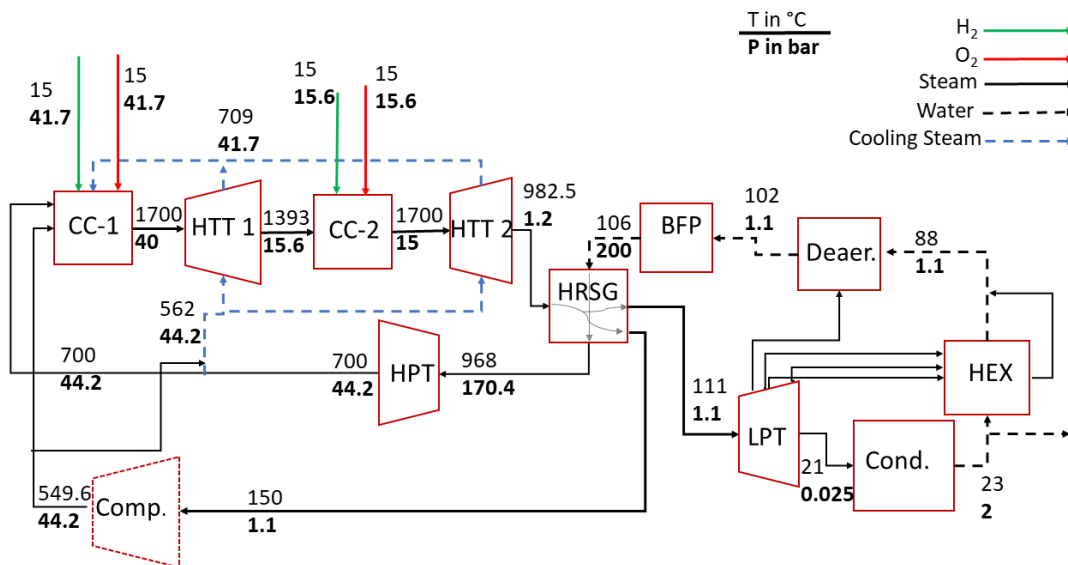 T in °C
P in bar
H2
O2
Steam
Water
Cooling Steam
15
41.7
15
41.7
709
41.7
15
15.6
15
15.6
CC-1
1700
40
HTT 1
1393
15.6
CC-2
1700
15
HTT 2
982.5
1.2
106
200
BFP
102
1.1
Deaer.
88
1.1
HRSG
562
44.2
700
44.2
700
44.2
HPT
968
170.4
111
1.1
LPT
HEX
21
0.025
Cond.
23
2
549.6
44.2
Comp.
150
1.1